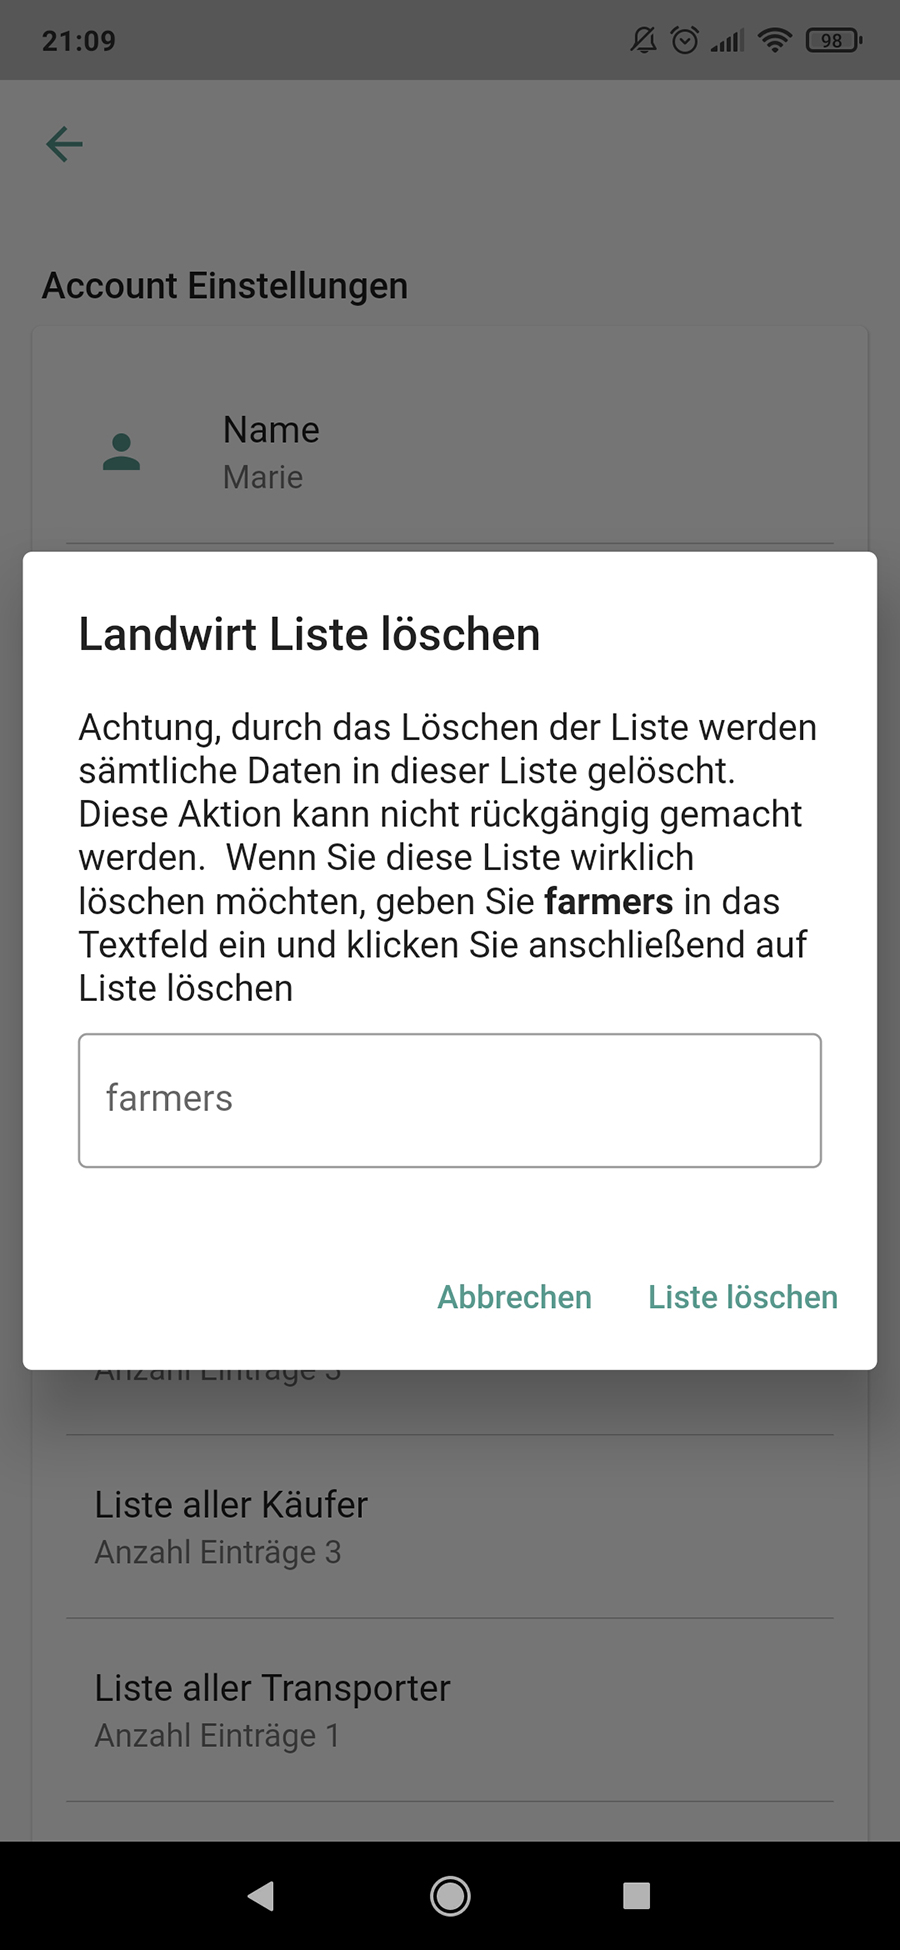 21:09
98
Account Einstellungen
Name
Marie
Landwirt Liste löschen
Achtung, durch das Löschen der Liste werden
sämtliche Daten in dieser Liste gelöscht.
Diese Aktion kann nicht rückgängig gemacht
werden.  Wenn Sie diese Liste wirklich
löschen möchten, geben Sie farmers in das
Textfeld ein und klicken Sie anschließend auf
Liste löschen
farmers
Abbrechen Liste löschen
Anzahl Einträge 3
Liste aller Käufer
Anzahl Einträge 3
Liste aller Transporter
Anzahl Einträge 1